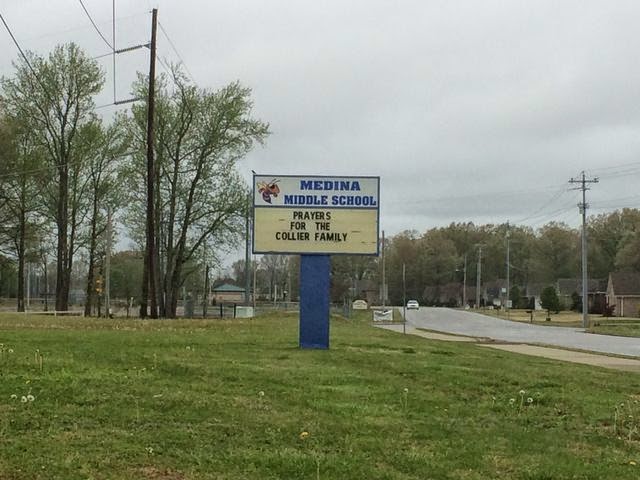 MEDINA
MIDDLE SCHOOL
PRAYERS
FOR THE
COLLIER FAMILY